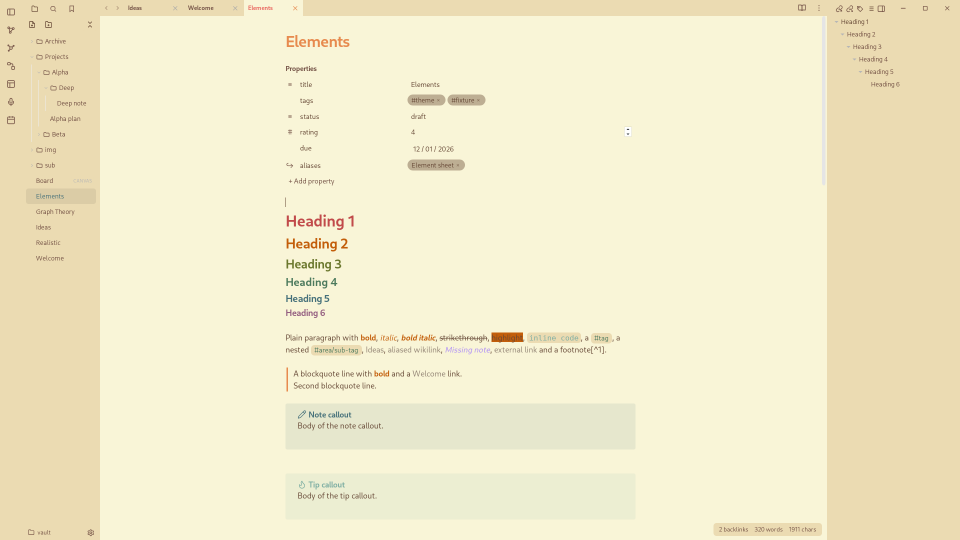 Ideas
Welcome
Elements
Archive
Projects
Alpha
Deep
Deep note
Alpha plan
Beta
img
sub
Board
CANVAS
Elements
Graph Theory
Ideas
Realistic
Welcome
vault
Elements
Properties
title Elements
tags #theme × #fixture ×
status draft
rating 4
due 12/01/2026
aliases Element sheet ×
+ Add property
Heading 1
Heading 2
Heading 3
Heading 4
Heading 5
Heading 6
Plain paragraph with bold, italic, bold italic, strikethrough, highlight, inline code, a #tag, a
nested #area/sub-tag, Ideas, aliased wikilink, Missing note, external link and a footnote[^1].
A blockquote line with bold and a Welcome link.
Second blockquote line.
Note callout
Body of the note callout.
Tip callout
Body of the tip callout.
2 backlinks 320 words 1911 chars
Heading 1
Heading 2
Heading 3
Heading 4
Heading 5
Heading 6